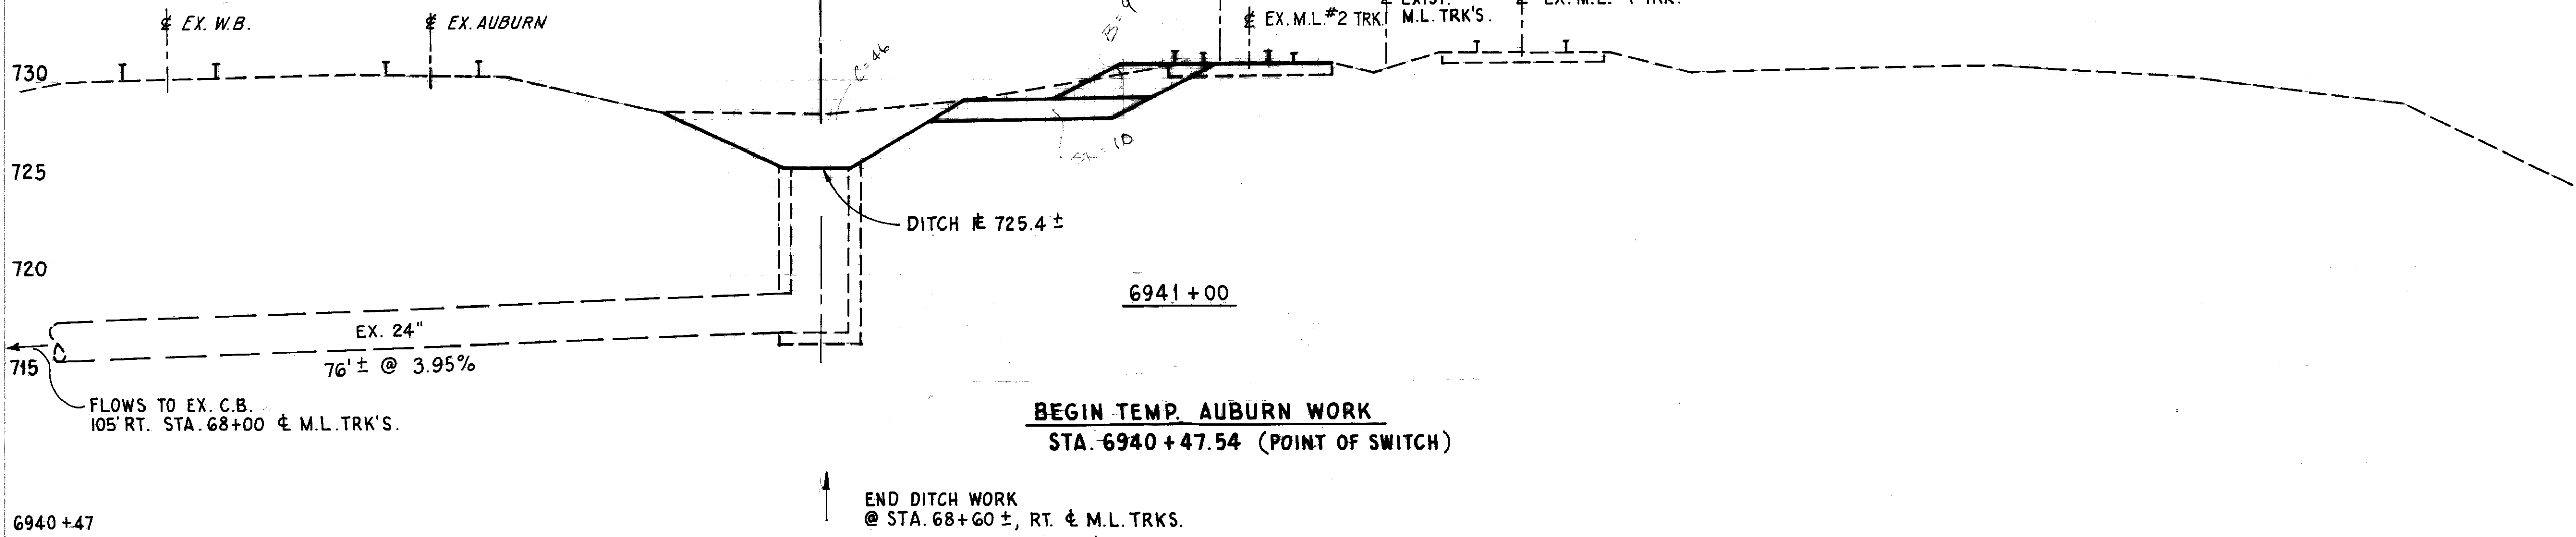 ℄ EX. W.B.
℄ EX. AUBURN
℄ EX. M.L. #2 TRK.
M.L. TRK'S.
C=46
B=9
730
725
DITCH ℄ 725.4 ±
=10
720
6941+00
EX. 24"
715
76' ± @ 3.95%
FLOWS TO EX. C.B.
105' RT. STA. 68+00 ℄ M.L. TRK'S.
BEGIN TEMP. AUBURN WORK
STA. 6940+47.54 (POINT OF SWITCH)
END DITCH WORK
@ STA. 68+60 ±, RT. ℄ M.L. TRKS.
6940+47